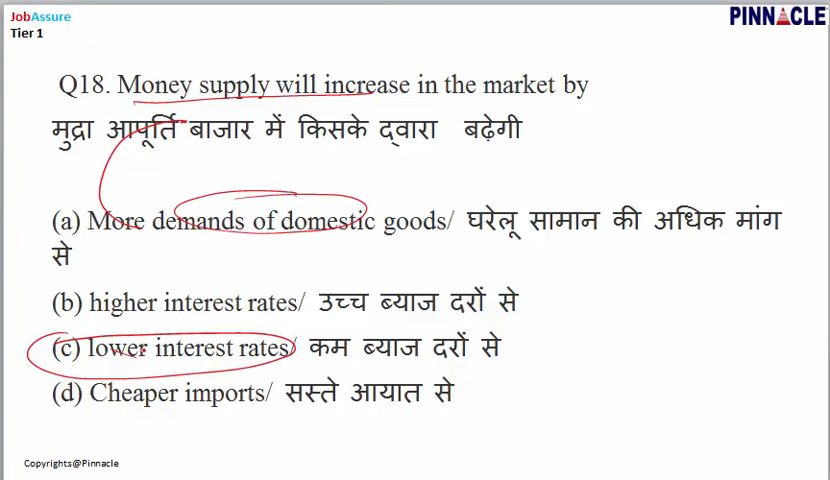 JobAssure
PINNACLE
Tier 1
Q18. Money supply will increase in the market by
मुद्रा आपूर्ति बाजार में किसके द्वारा बढ़ेगी
(a) More demands of domestic goods/ घरेलू सामान की अधिक मांग
से
(b) higher interest rates/ उच्च ब्याज दरों से
(c) lower interest rates/ कम ब्याज दरों से
(d) Cheaper imports/ सस्ते आयात से
Copyrights@Pinnacle